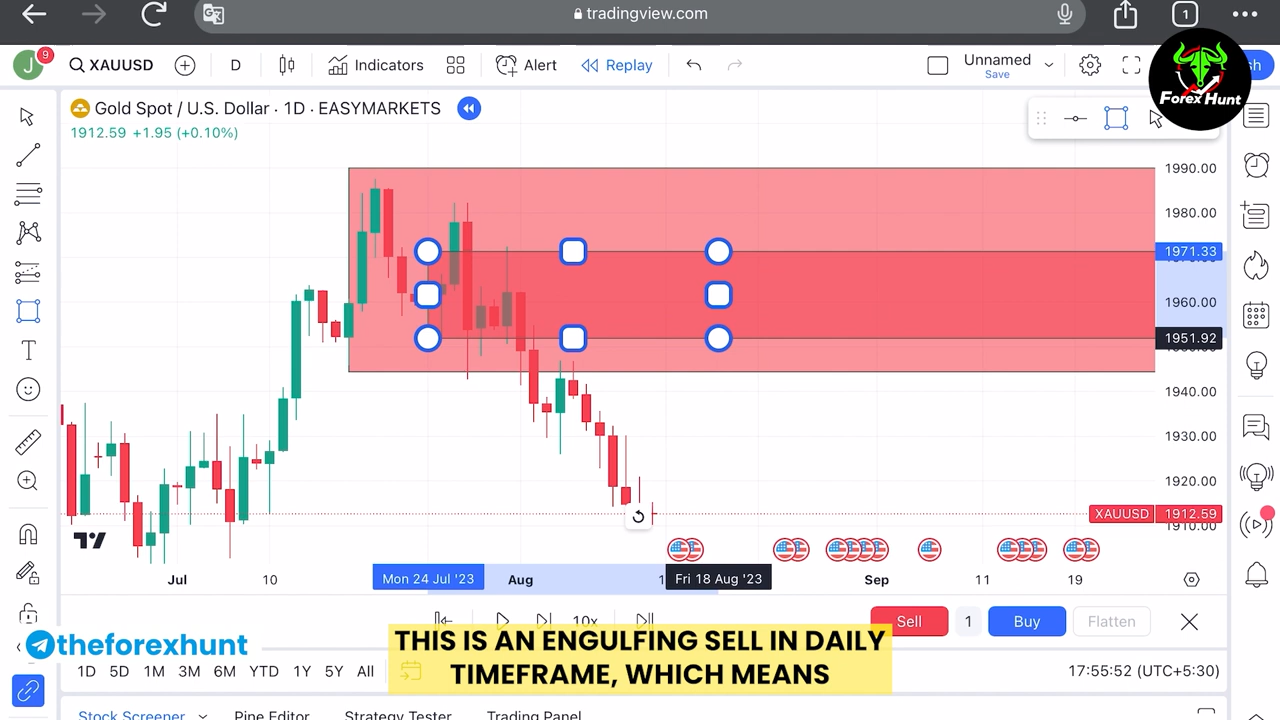 tradingview.com
1
J
9
XAUUSD
D
Indicators
Alert
Replay
Unnamed
Save
sh
Forex Hunt
Gold Spot / U.S. Dollar · 1D · EASYMARKETS
1912.59 +1.95 (+0.10%)
1990.00
1980.00
1971.33
1960.00
1951.92
1940.00
1930.00
1920.00
XAUUSD 1912.59
1910.00
Jul
10
Mon 24 Jul '23
Aug
Fri 18 Aug '23
Sep
11
19
10x
Sell
1
Buy
Flatten
theforexhunt
THIS IS AN ENGULFING SELL IN DAILY
TIMEFRAME, WHICH MEANS
1D
5D
1M
3M
6M
YTD
1Y
5Y
All
17:55:52 (UTC+5:30)
Stock Screener
Pine Editor
Strategy Tester
Trading Panel